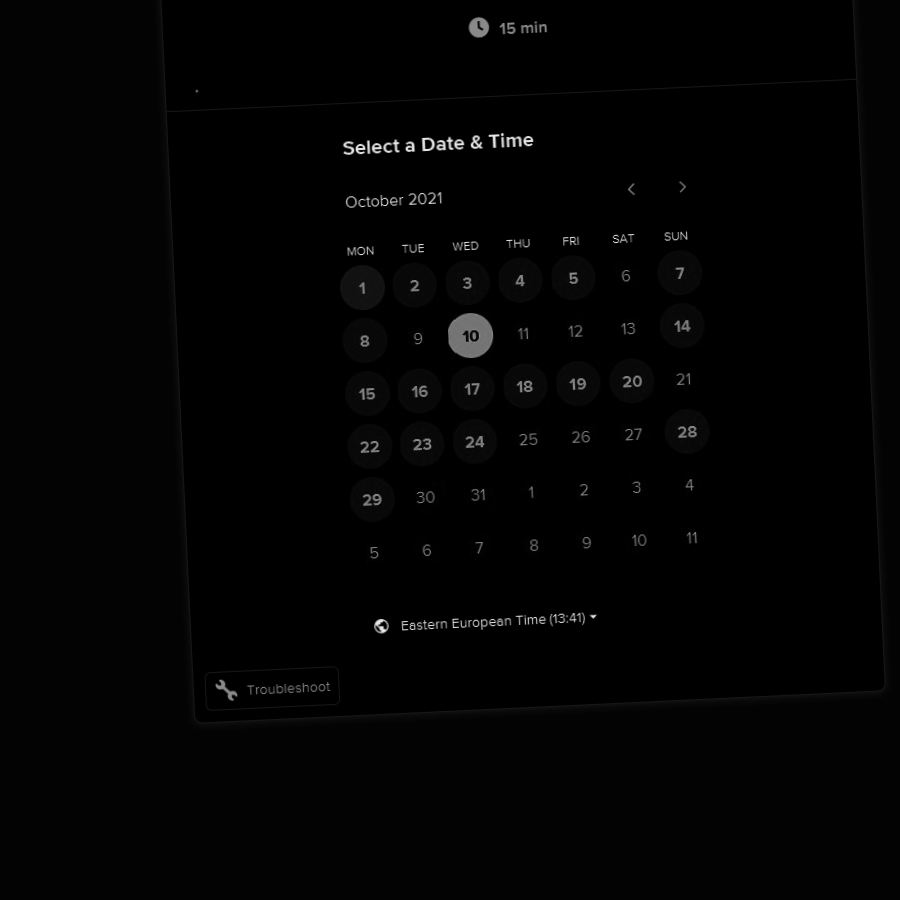 15 min
Select a Date & Time
October 2021
MON TUE WED THU FRI SAT SUN
1 2 3 4 5 6 7
8 9 10 11 12 13 14
15 16 17 18 19 20 21
22 23 24 25 26 27 28
29 30 31 1 2 3 4
5 6 7 8 9 10 11
Eastern European Time (13:41)
Troubleshoot